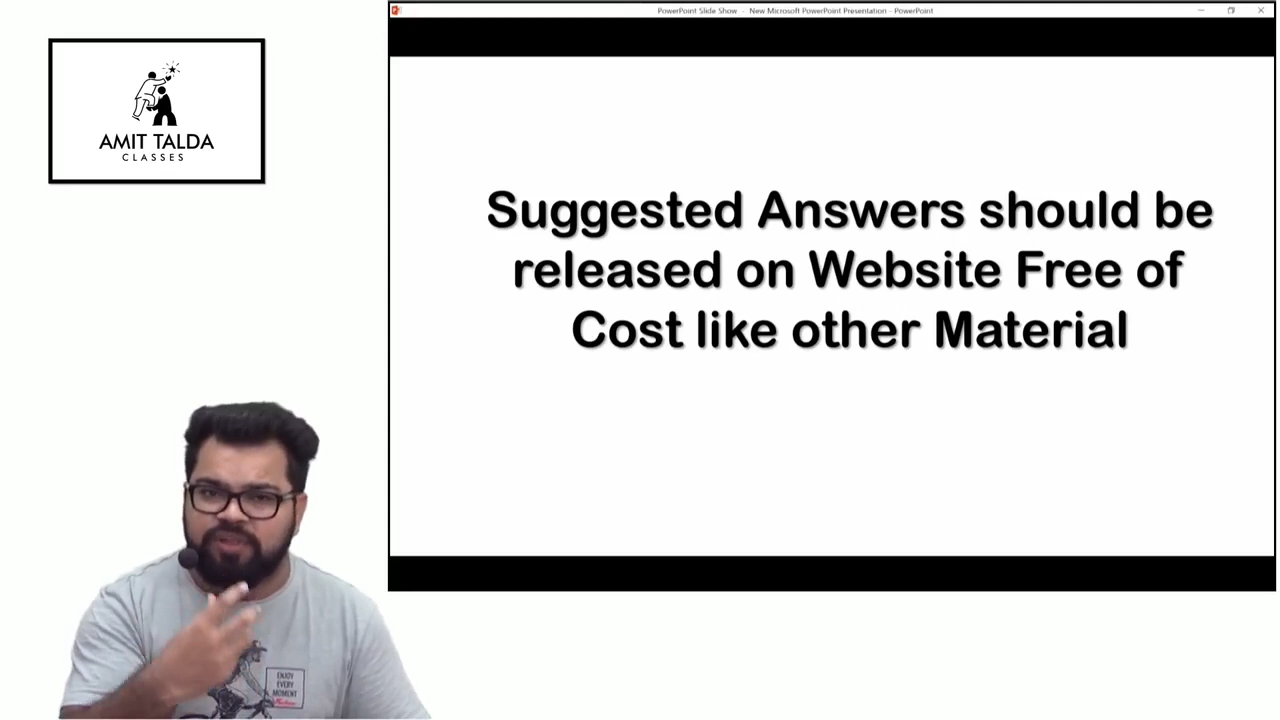 PowerPoint Slide Show - New Microsoft PowerPoint Presentation - PowerPoint
AMIT TALDA
CLASSES
Suggested Answers should be
released on Website Free of
Cost like other Material
ENJOY
EVERY
MOMENT